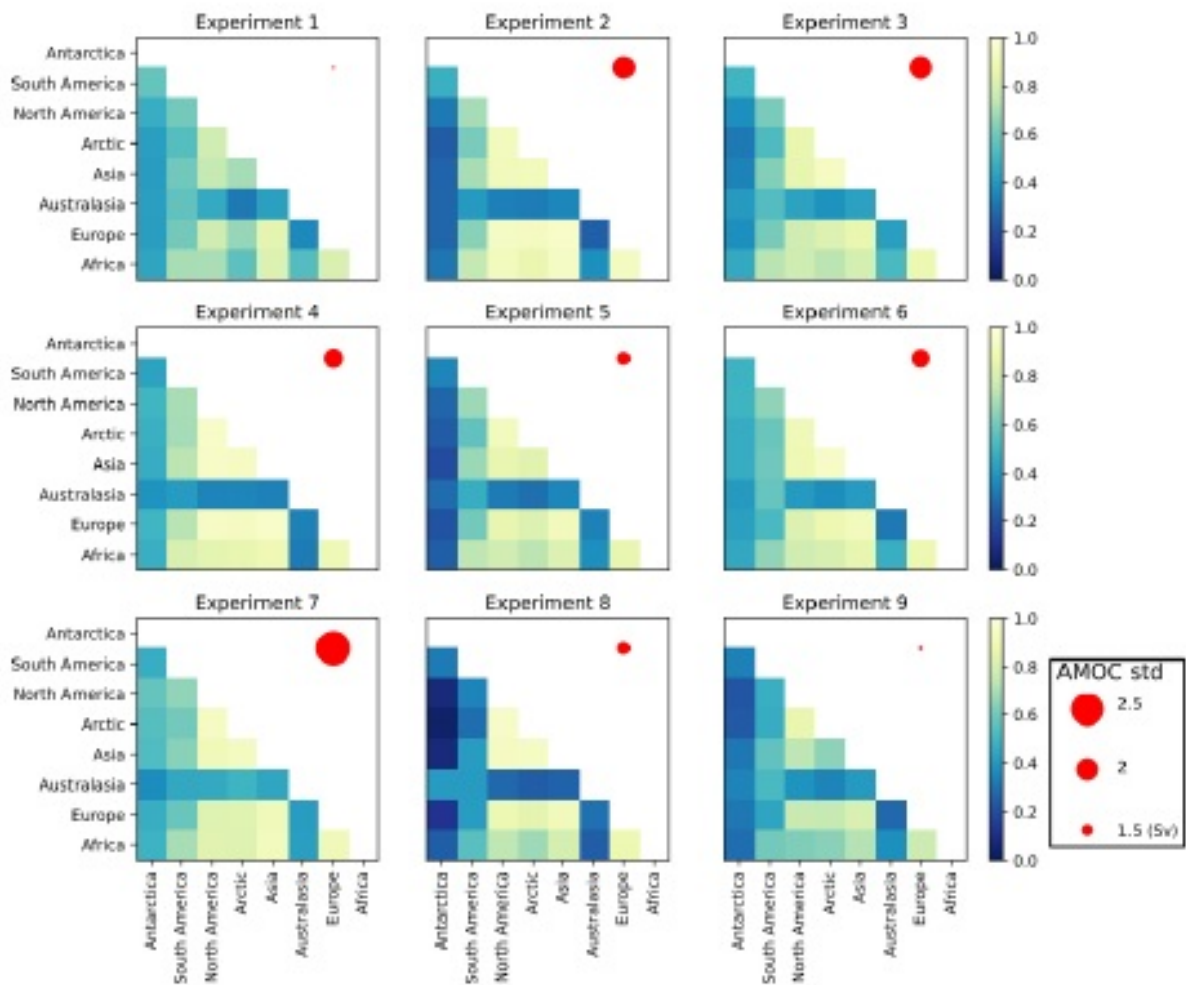 Experiment 1
Experiment 2
Experiment 3
Antarctica
South America
North America
Arctic
Asia
Australasia
Europe
Africa
1.0
0.8
0.6
0.4
0.2
0.0
Experiment 4
Experiment 5
Experiment 6
Antarctica
South America
North America
Arctic
Asia
Australasia
Europe
Africa
1.0
0.8
0.6
0.4
0.2
0.0
Experiment 7
Experiment 8
Experiment 9
Antarctica
South America
North America
Arctic
Asia
Australasia
Europe
Africa
1.0
0.8
0.6
0.4
0.2
0.0
AMOC std
2.5
2
1.5 (Sv)
Antarctica
South America
North America
Arctic
Asia
Australasia
Europe
Africa
Antarctica
South America
North America
Arctic
Asia
Australasia
Europe
Africa
Antarctica
South America
North America
Arctic
Asia
Australasia
Europe
Africa